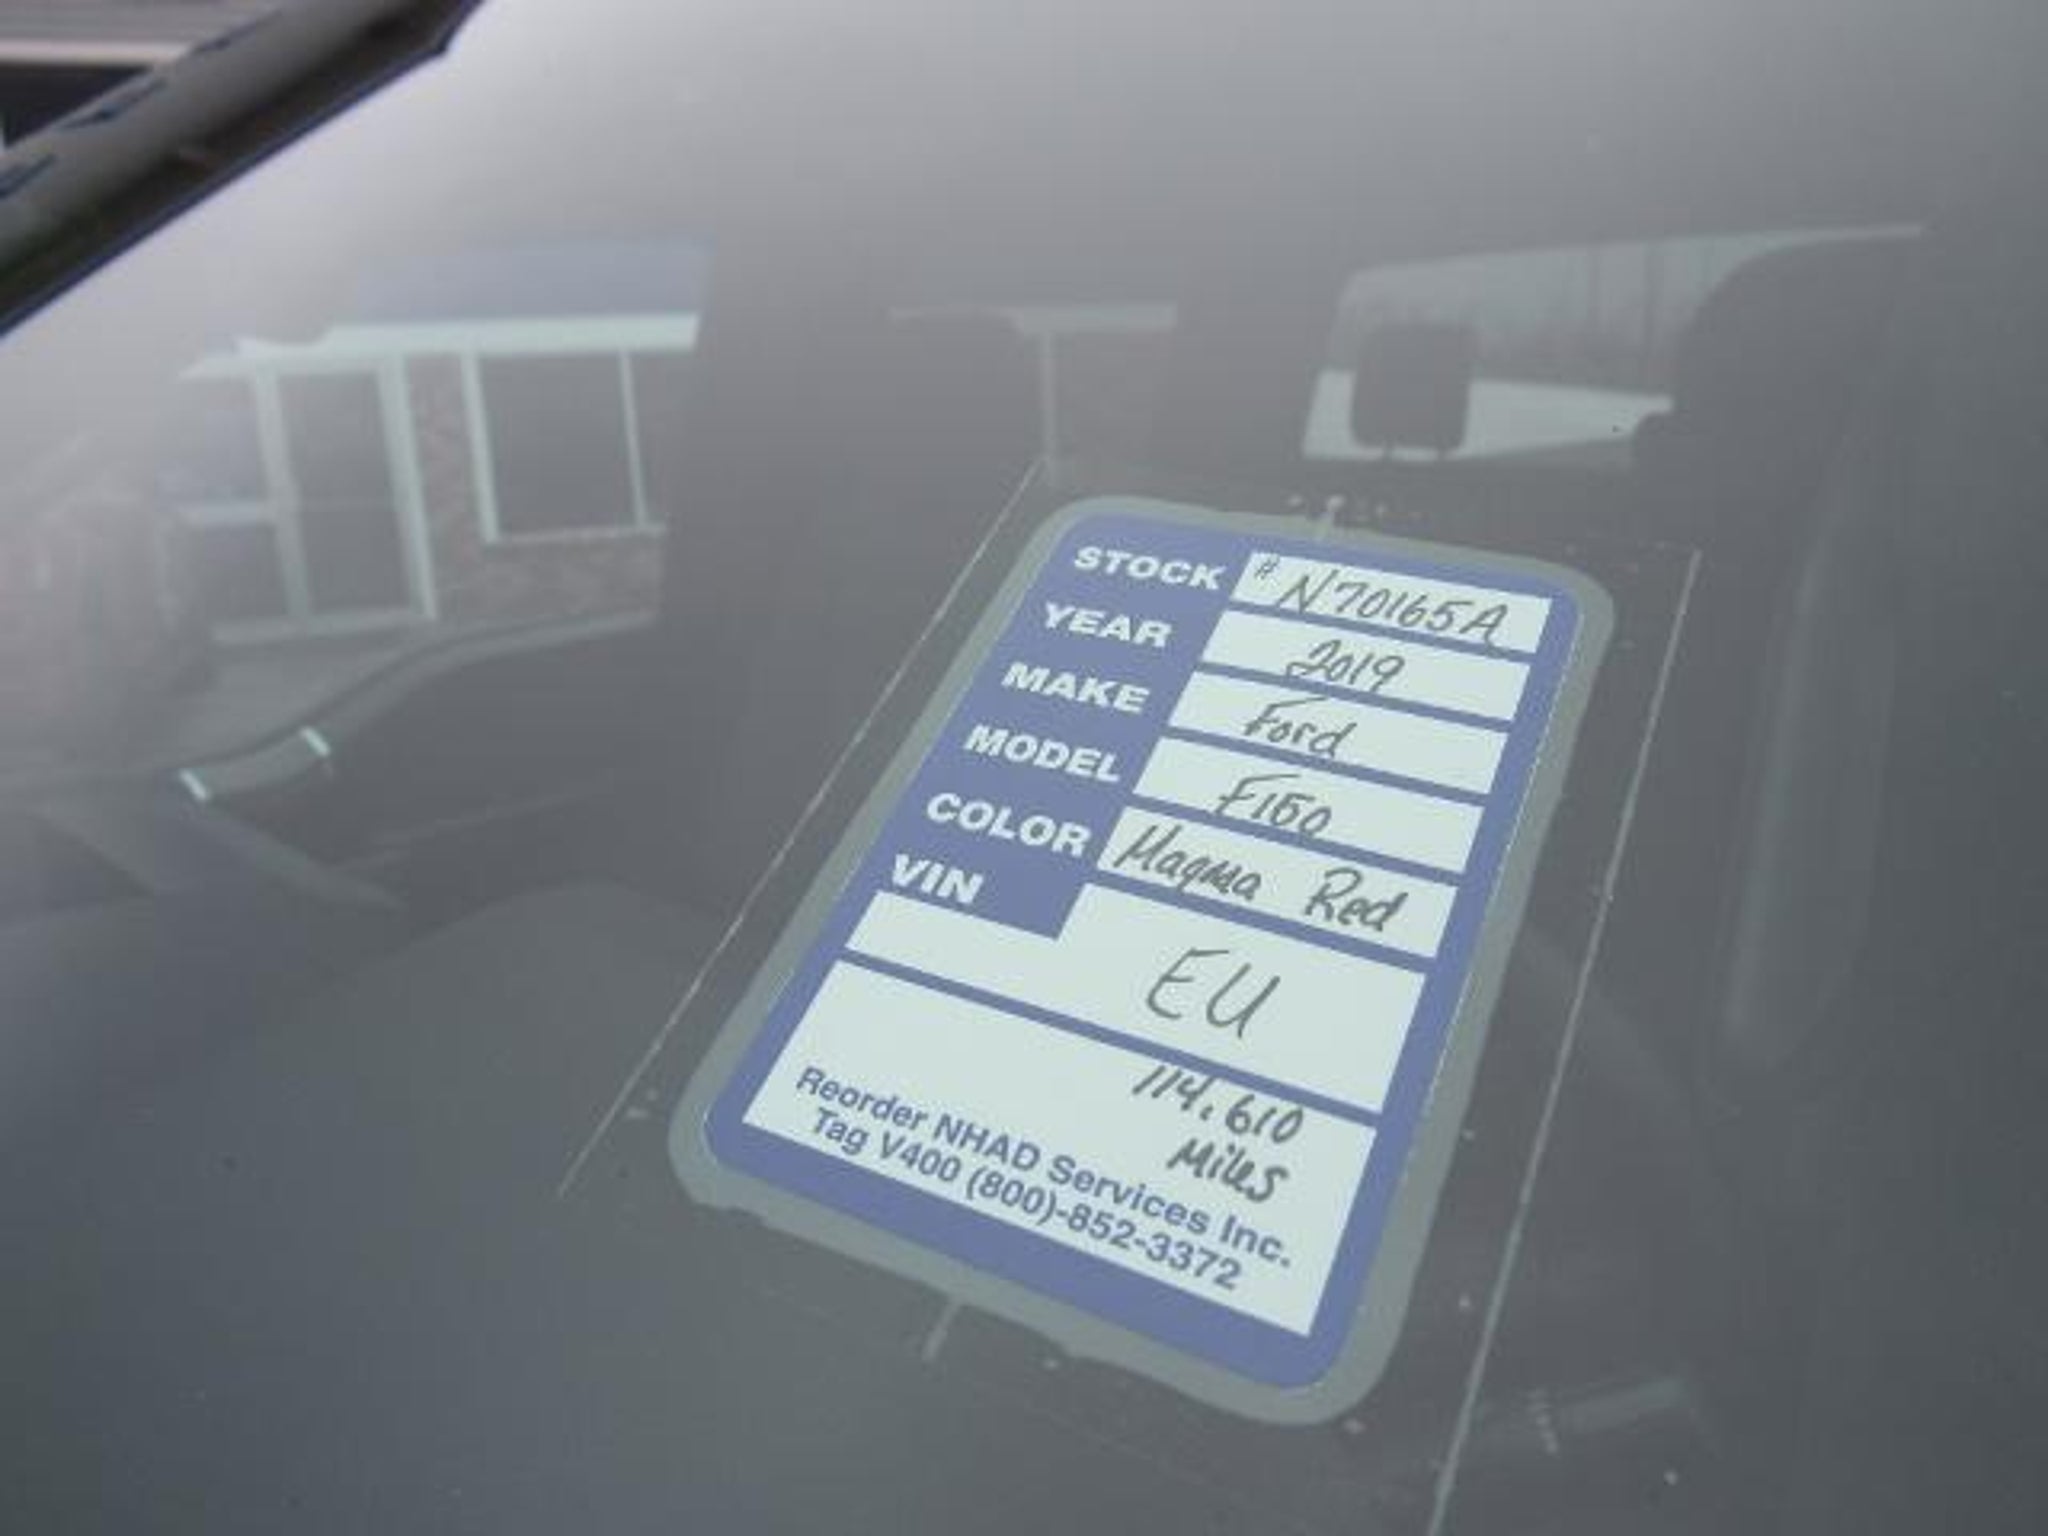 STOCK # N70165A
YEAR 2019
MAKE Ford
MODEL F150
COLOR Magma Red
VIN
EU
114,610
Miles
Reorder NHAD Services Inc.
Tag V400 (800)-852-3372